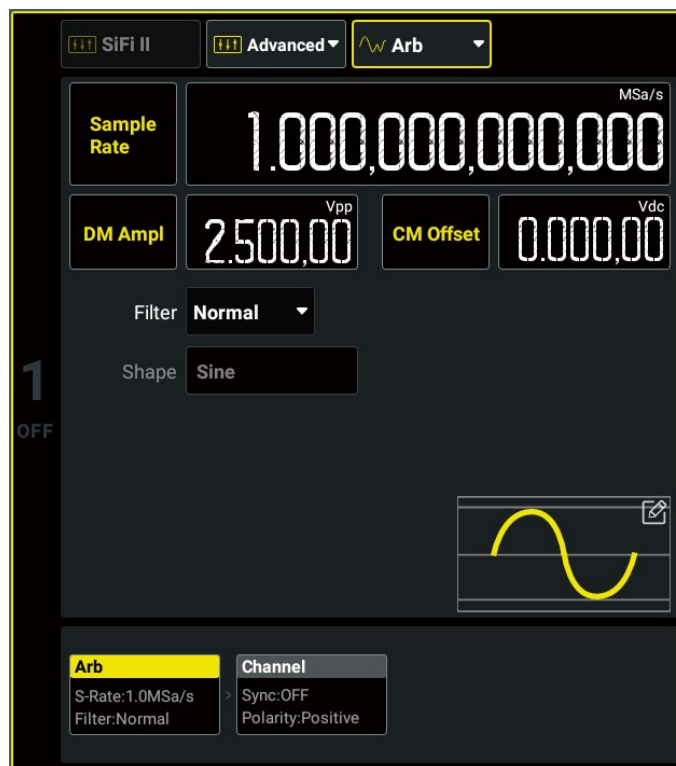 SiFi II
Advanced
Arb
Sample
Rate
MSa/s
1.000,000,000,000
DM Ampl
Vpp
2.500,00
CM Offset
Vdc
0.000,00
Filter
Normal
Shape
Sine
1
OFF
Arb
S-Rate:1.0MSa/s
Filter:Normal
>
Channel
Sync:OFF
Polarity:Positive